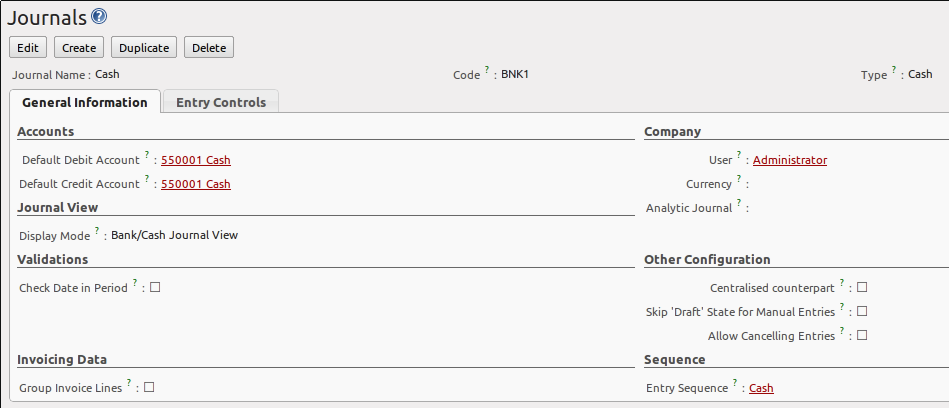 Journals ?
Edit Create Duplicate Delete
Journal Name : Cash Code ? : BNK1 Type ? : Cash
General Information Entry Controls
Accounts Company
Default Debit Account ? : 550001 Cash User ? : Administrator
Default Credit Account ? : 550001 Cash Currency ? :
Journal View Analytic Journal ? :
Display Mode ? : Bank/Cash Journal View
Validations Other Configuration
Check Date in Period ? : Centralised counterpart ? :
Skip 'Draft' State for Manual Entries ? :
Allow Cancelling Entries ? :
Invoicing Data Sequence
Group Invoice Lines ? : Entry Sequence ? : Cash